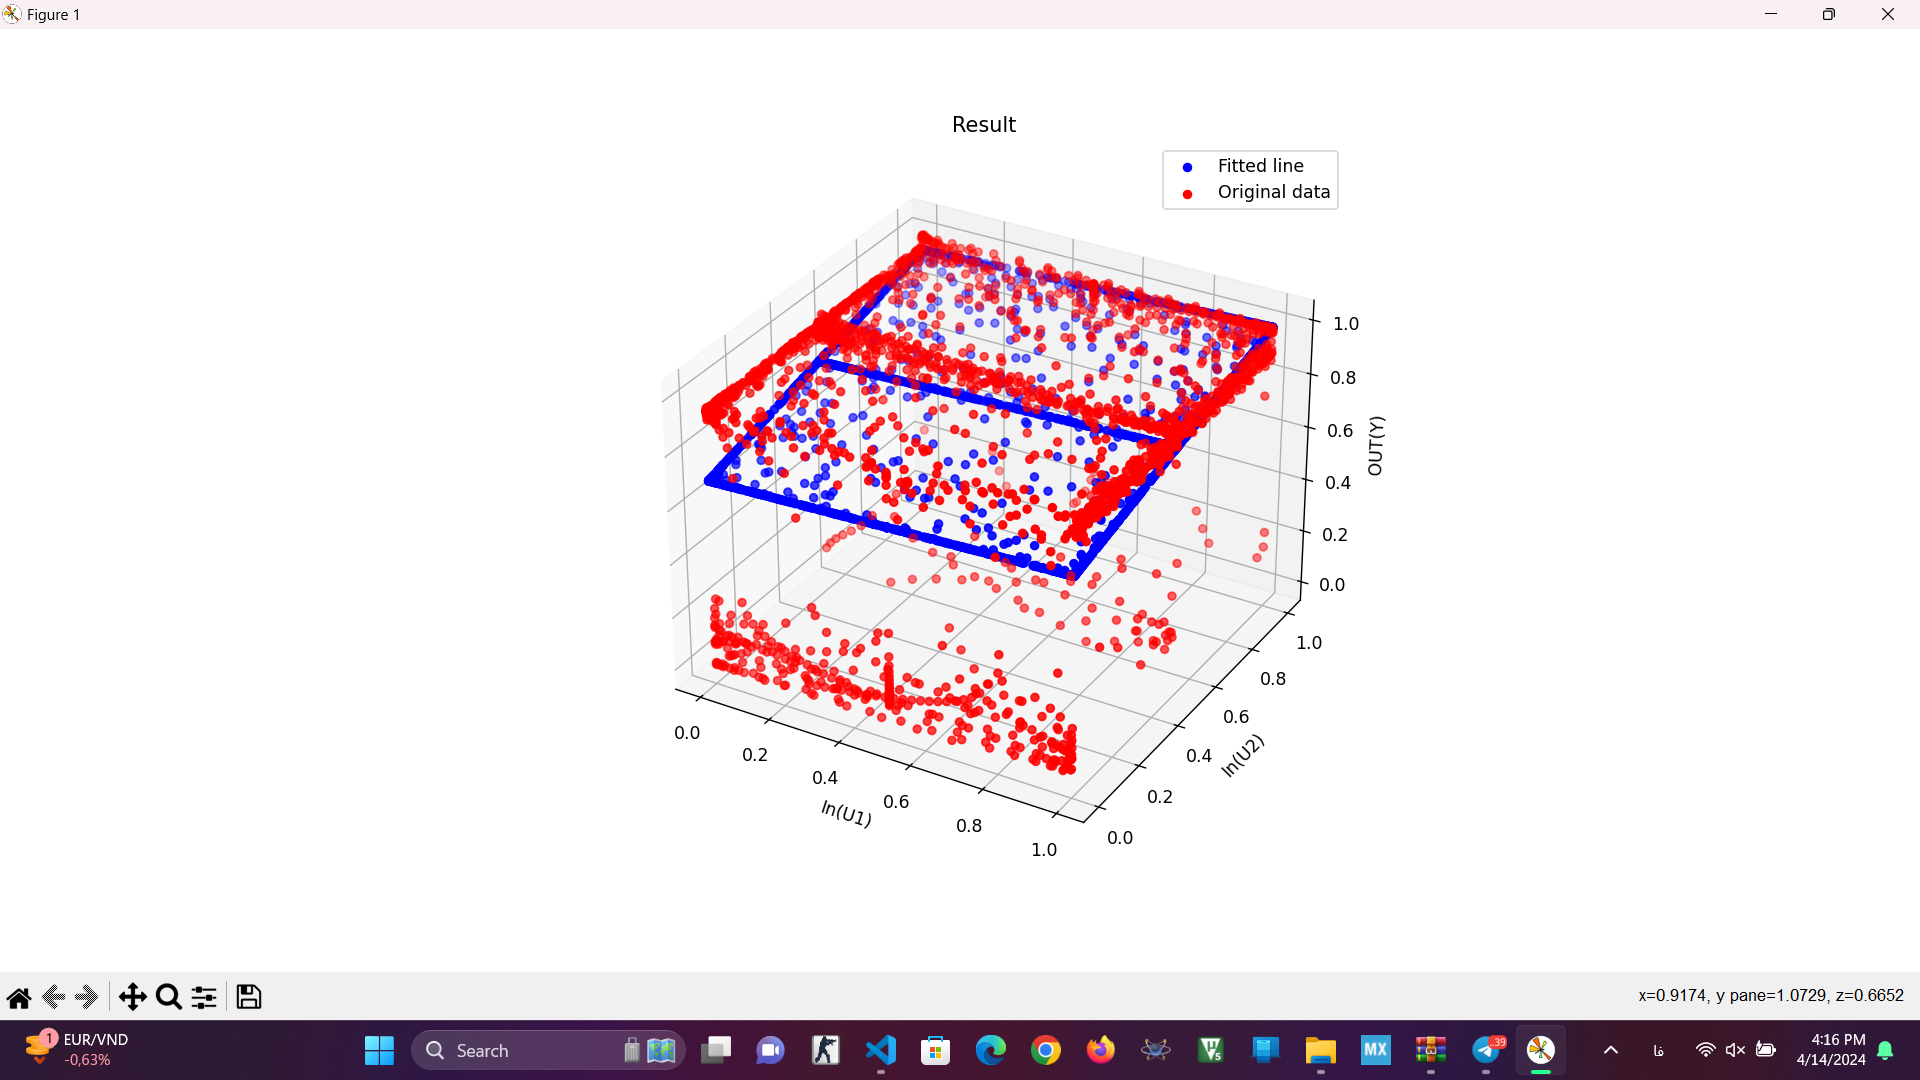 Figure 1
Result
Fitted line
Original data
1.0
0.8
0.6
0.4
0.2
0.0
OUT(Y)
1.0
0.8
0.6
0.4
0.2
0.0
In(U2)
0.0
0.2
0.4
0.6
0.8
1.0
In(U1)
x=0.9174, y pane=1.0729, z=0.6652
1
EUR/VND
-0,63%
Search
5
MX
.39
فا
4:16 PM
4/14/2024